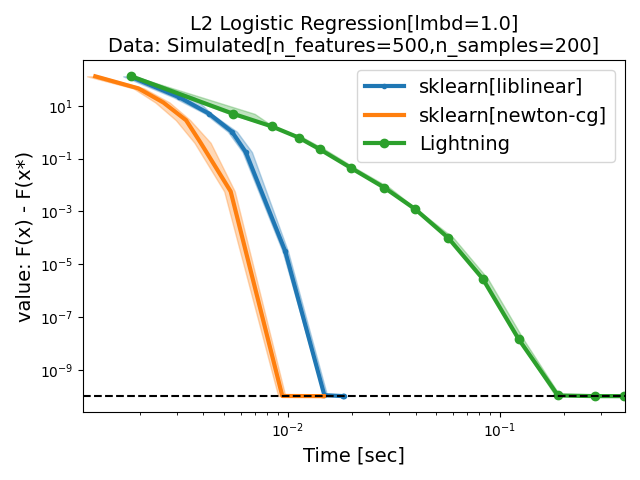 L2 Logistic Regression[lmbd=1.0]
Data: Simulated[n_features=500,n_samples=200]
sklearn[liblinear]
sklearn[newton-cg]
Lightning
value: F(x) - F(x*)
10¹
10⁻¹
10⁻³
10⁻⁵
10⁻⁷
10⁻⁹
10⁻²
10⁻¹
Time [sec]